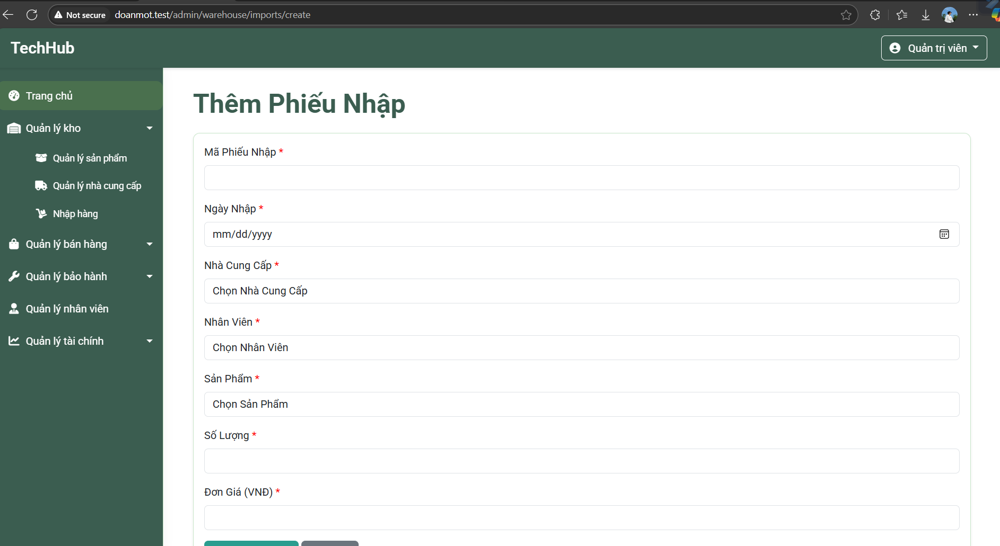 Not secure doanmot.test/admin/warehouse/imports/create
TechHub
Quản trị viên
Trang chủ
Quản lý kho
Quản lý sản phẩm
Quản lý nhà cung cấp
Nhập hàng
Quản lý bán hàng
Quản lý bảo hành
Quản lý nhân viên
Quản lý tài chính
Thêm Phiếu Nhập
Mã Phiếu Nhập *
Ngày Nhập *
mm/dd/yyyy
Nhà Cung Cấp *
Chọn Nhà Cung Cấp
Nhân Viên *
Chọn Nhân Viên
Sản Phẩm *
Chọn Sản Phẩm
Số Lượng *
Đơn Giá (VNĐ) *